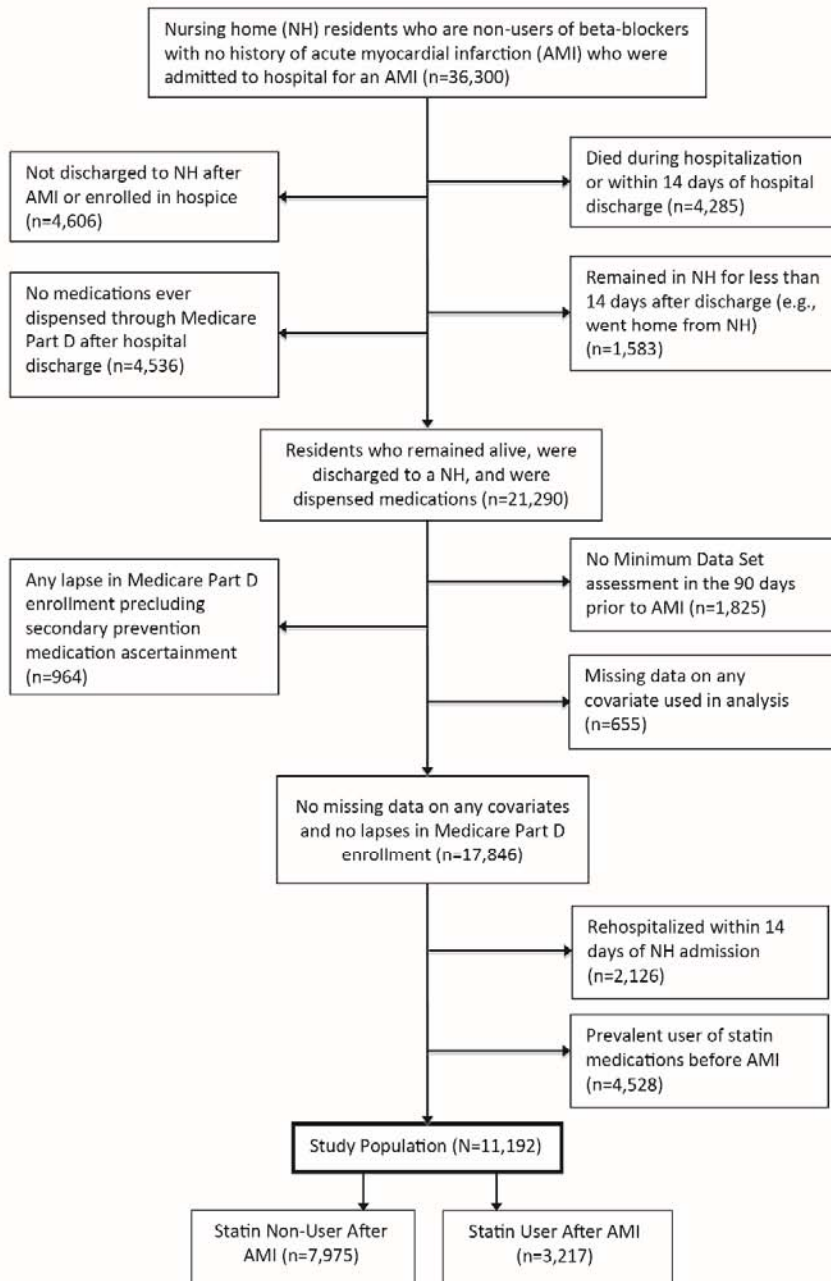 Nursing home (NH) residents who are non-users of beta-blockers
with no history of acute myocardial infarction (AMI) who were
admitted to hospital for an AMI (n=36,300)
Not discharged to NH after
AMI or enrolled in hospice
(n=4,606)
Died during hospitalization
or within 14 days of hospital
discharge (n=4,285)
No medications ever
dispensed through Medicare
Part D after hospital
discharge (n=4,536)
Remained in NH for less than
14 days after discharge (e.g.,
went home from NH)
(n=1,583)
Residents who remained alive, were
discharged to a NH, and were
dispensed medications (n=21,290)
Any lapse in Medicare Part D
enrollment precluding
secondary prevention
medication ascertainment
(n=964)
No Minimum Data Set
assessment in the 90 days
prior to AMI (n=1,825)
Missing data on any
covariate used in analysis
(n=655)
No missing data on any covariates
and no lapses in Medicare Part D
enrollment (n=17,846)
Rehospitalized within 14
days of NH admission
(n=2,126)
Prevalent user of statin
medications before AMI
(n=4,528)
Study Population (N=11,192)
Statin Non-User After
AMI (n=7,975)
Statin User After AMI
(n=3,217)